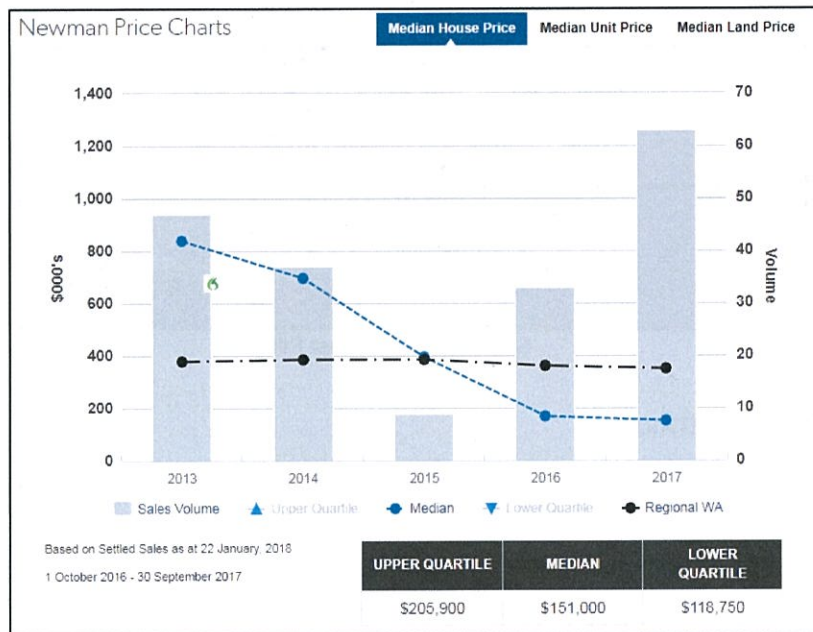 Newman Price Charts
Median House Price
Median Unit Price
Median Land Price
1,400
1,200
1,000
800
600
400
200
0
$000's
70
60
50
40
30
20
10
0
Volume
2013
2014
2015
2016
2017
Sales Volume
Upper Quartile
Median
Lower Quartile
Regional WA
Based on Settled Sales as at 22 January, 2018
1 October 2016 - 30 September 2017
UPPER QUARTILE
MEDIAN
LOWER
QUARTILE
$205,900
$151,000
$118,750